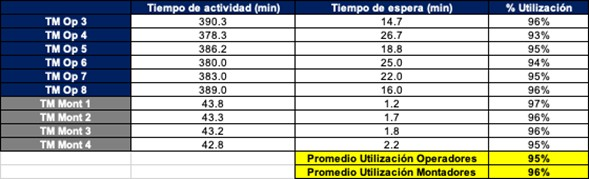 Tiempo de actividad (min) Tiempo de espera (min) % Utilización
TM Op 3 390.3 14.7 96%
TM Op 4 378.3 26.7 93%
TM Op 5 386.2 18.8 95%
TM Op 6 380.0 25.0 94%
TM Op 7 383.0 22.0 95%
TM Op 8 389.0 16.0 96%
TM Mont 1 43.8 1.2 97%
TM Mont 2 43.3 1.7 96%
TM Mont 3 43.2 1.8 96%
TM Mont 4 42.8 2.2 95%
Promedio Utilización Operadores 95%
Promedio Utilización Montadores 96%